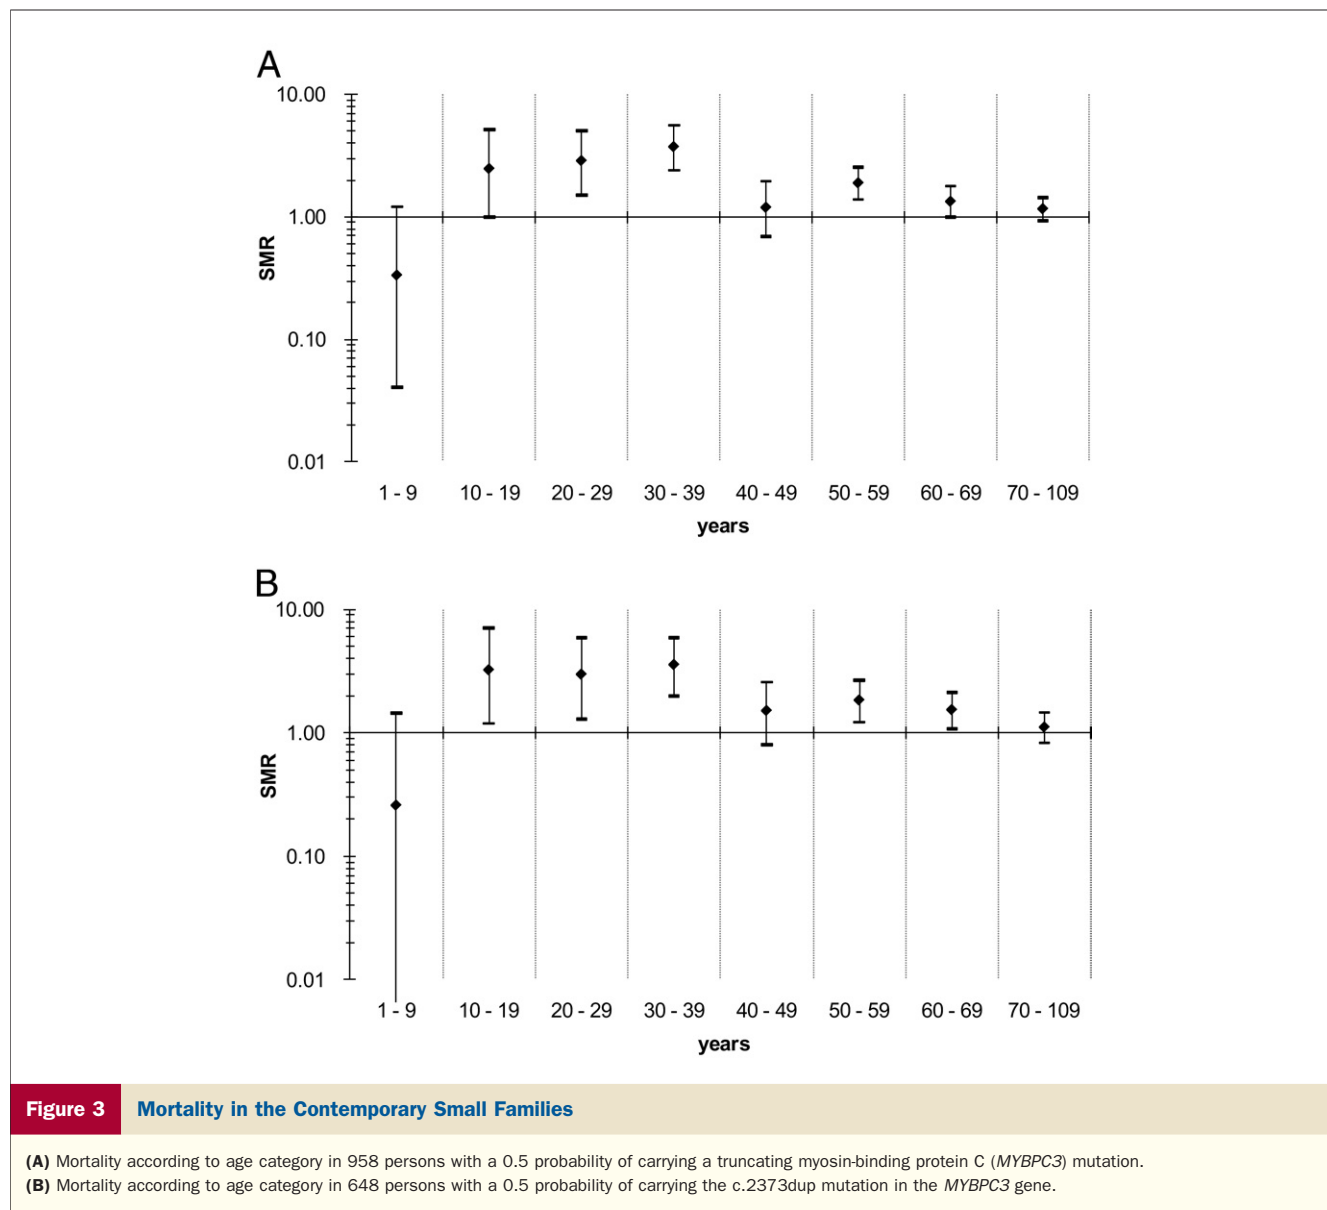 A
10.00
1.00
0.10
0.01
SMR
1 - 9 10 - 19 20 - 29 30 - 39 40 - 49 50 - 59 60 - 69 70 - 109
years
B
10.00
1.00
0.10
0.01
SMR
1 - 9 10 - 19 20 - 29 30 - 39 40 - 49 50 - 59 60 - 69 70 - 109
years
Figure 3 Mortality in the Contemporary Small Families
(A) Mortality according to age category in 958 persons with a 0.5 probability of carrying a truncating myosin-binding protein C (MYBPC3) mutation.
(B) Mortality according to age category in 648 persons with a 0.5 probability of carrying the c.2373dup mutation in the MYBPC3 gene.